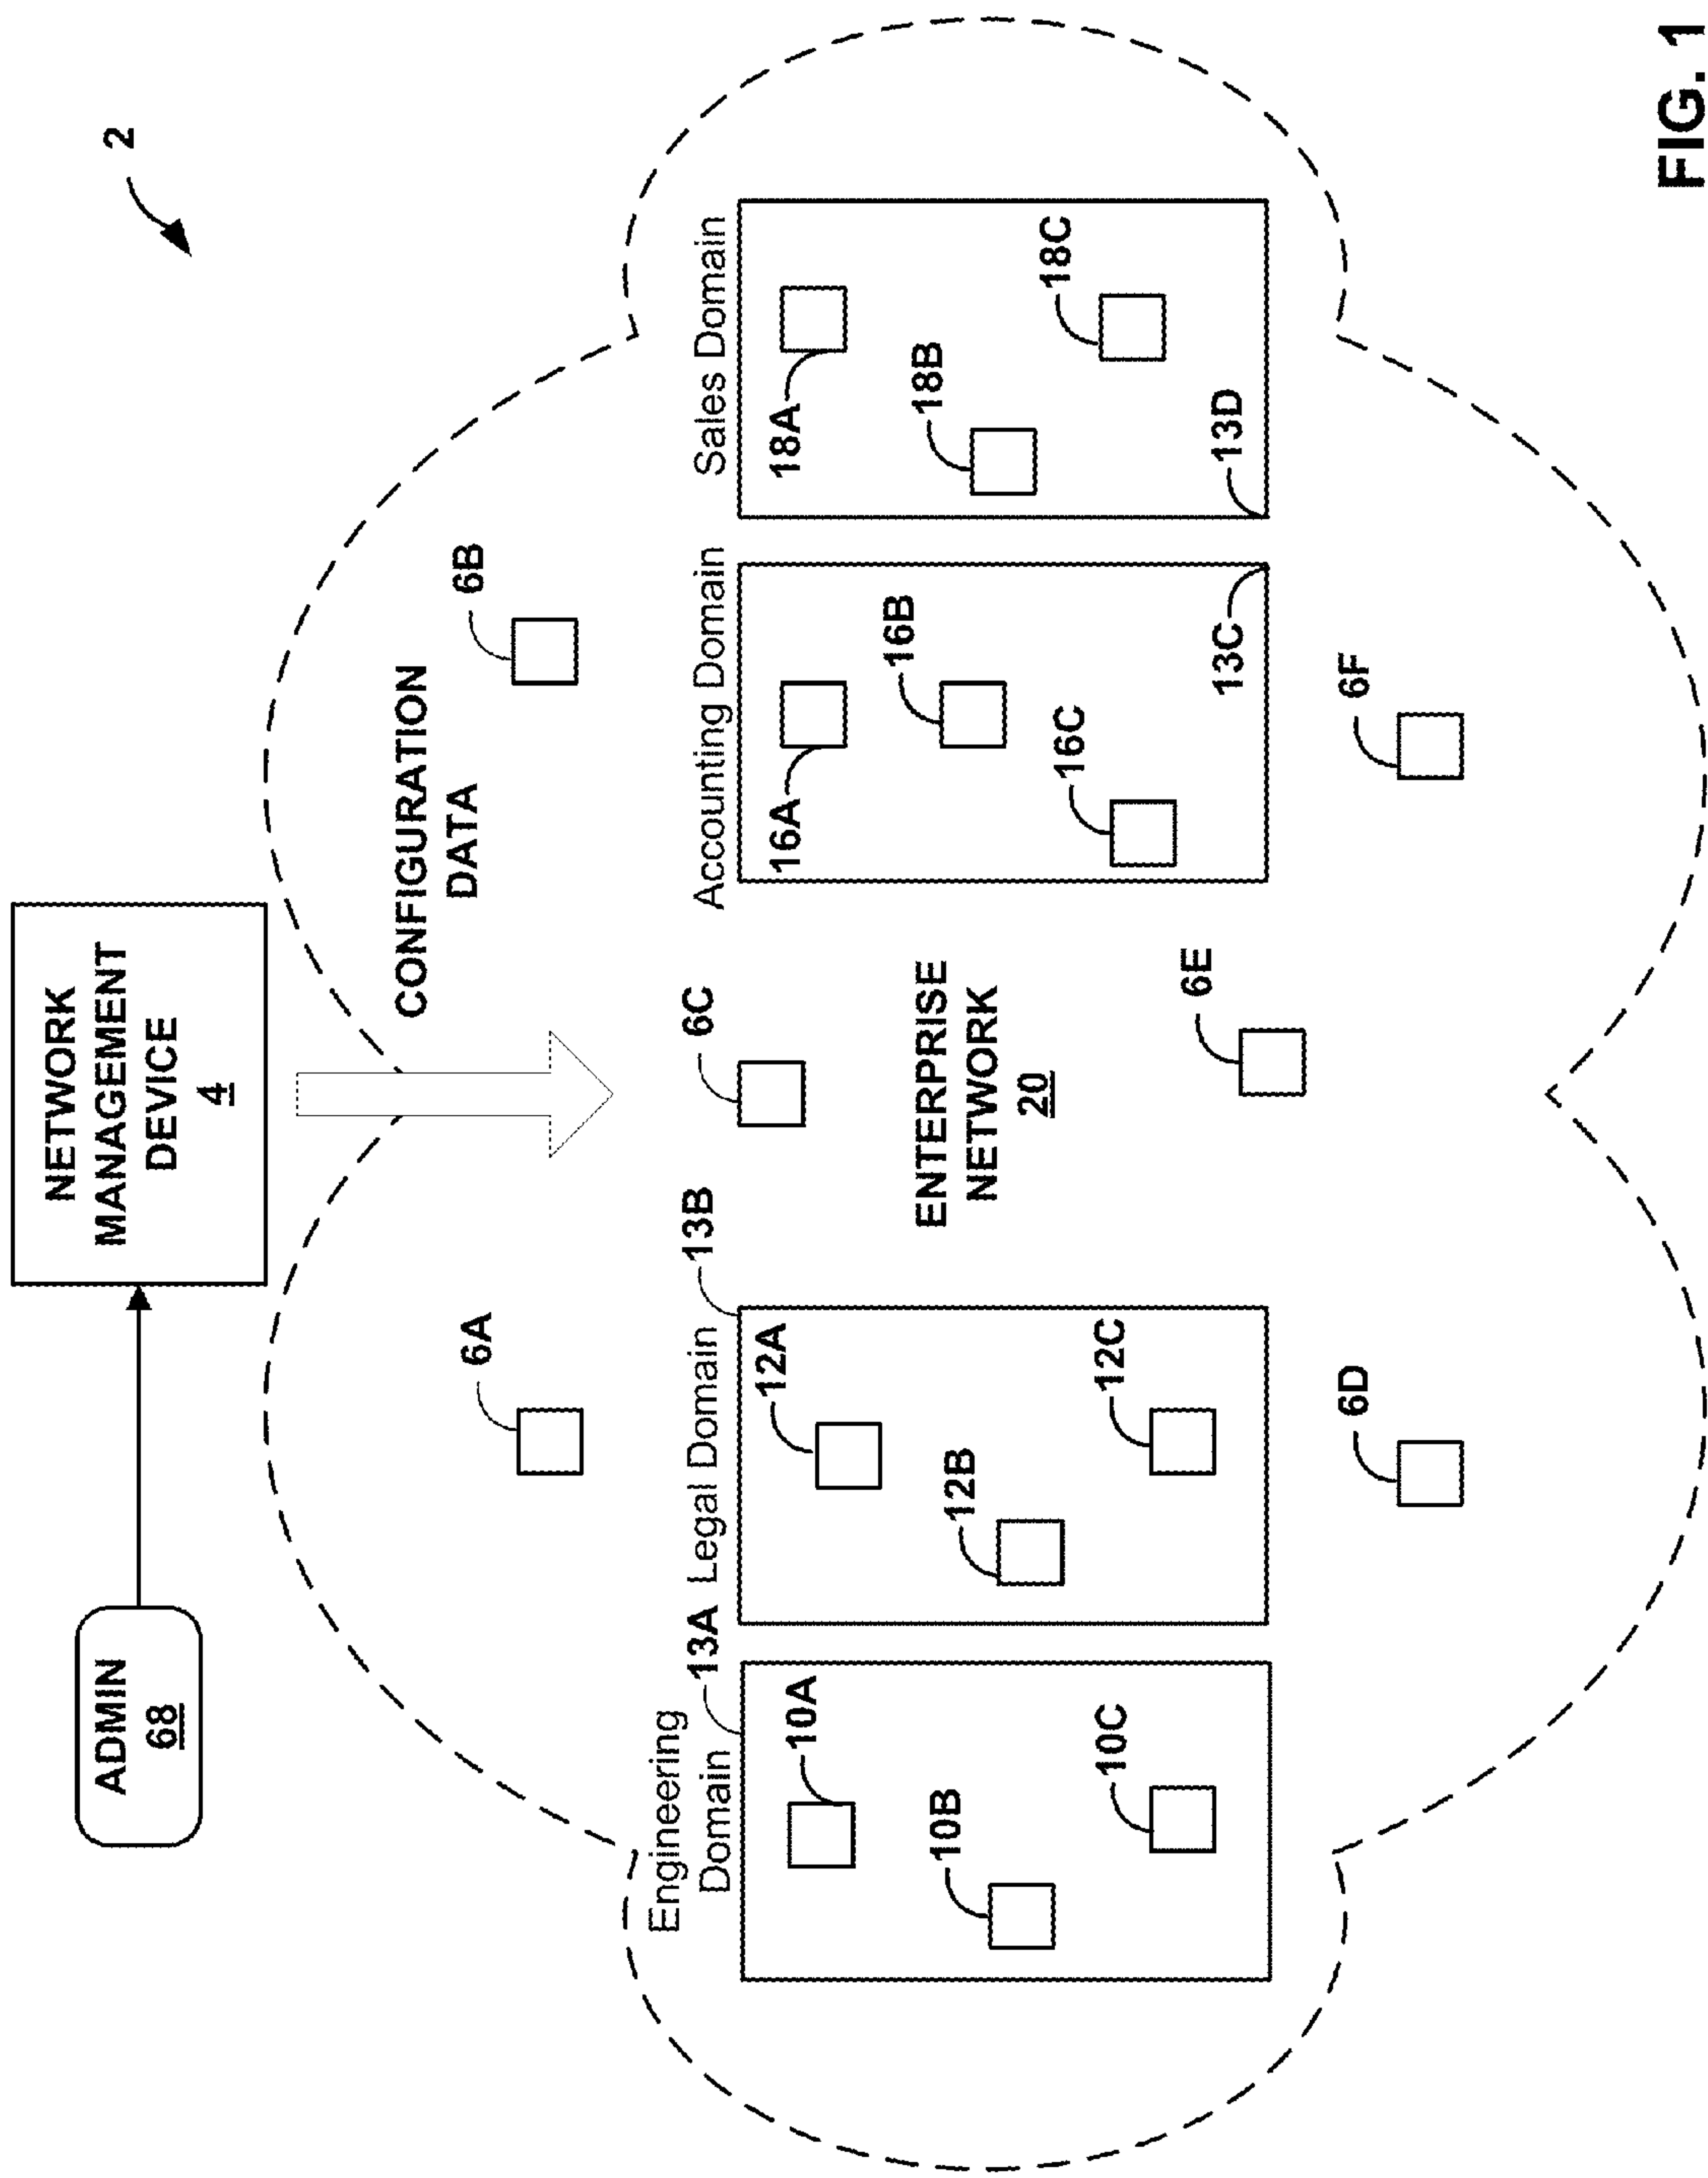 2
ADMIN
68
NETWORK
MANAGEMENT
DEVICE
4
CONFIGURATION
DATA
6A
6B
6C
Engineering
Domain
13A
Legal Domain
13B
Accounting Domain
Sales Domain
10A
10B
10C
12A
12B
12C
ENTERPRISE
NETWORK
20
16A
16B
16C
13C
18A
18B
18C
13D
6D
6E
6F
FIG. 1